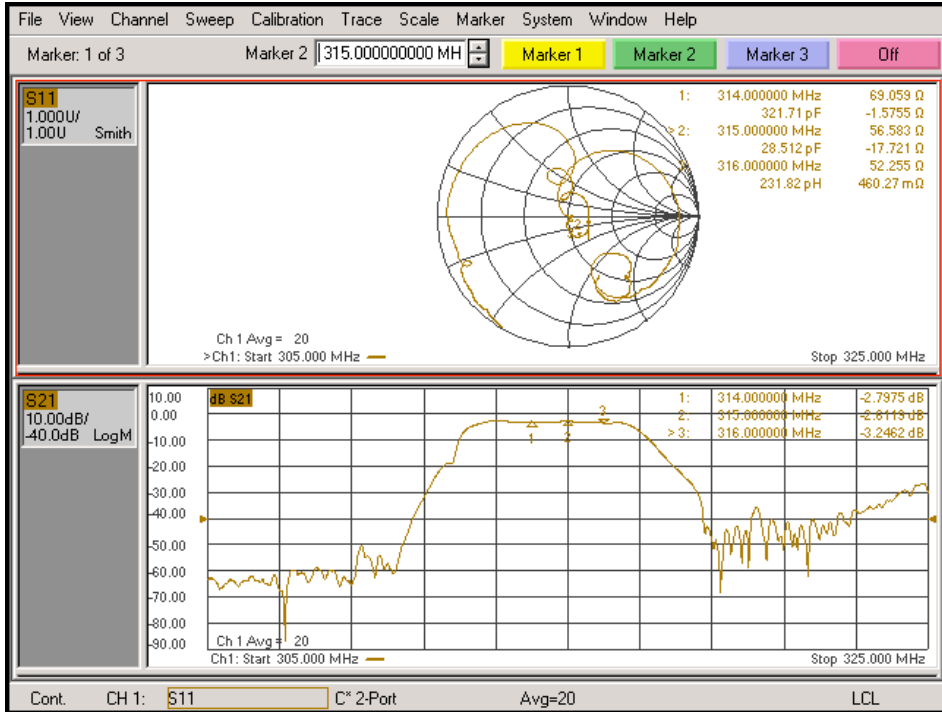 File View Channel Sweep Calibration Trace Scale Marker System Window Help
Marker: 1 of 3 Marker 2 315.000000000 MH Marker 1 Marker 2 Marker 3 Off
S11
1.000U/
1.00U Smith
1: 314.000000 MHz 69.059 Ω
321.71 pF -1.5755 Ω
> 2: 315.000000 MHz 56.583 Ω
28.512 pF -17.721 Ω
316.000000 MHz 52.255 Ω
231.82 pH 460.27 mΩ
2
Ch 1 Avg = 20
>Ch1: Start 305.000 MHz Stop 325.000 MHz
S21
10.00dB/
-40.0dB LogM
dB S21
10.00
0.00
-10.00
-20.00
-30.00
-40.00
-50.00
-60.00
-70.00
-80.00
-90.00
1: 314.000000 MHz -2.7975 dB
2: 315.000000 MHz
> 3: 316.000000 MHz -3.2462 dB
1 2 3
Ch 1 Avg = 20
Ch1: Start 305.000 MHz Stop 325.000 MHz
Cont. CH 1: S11 C* 2-Port Avg=20 LCL